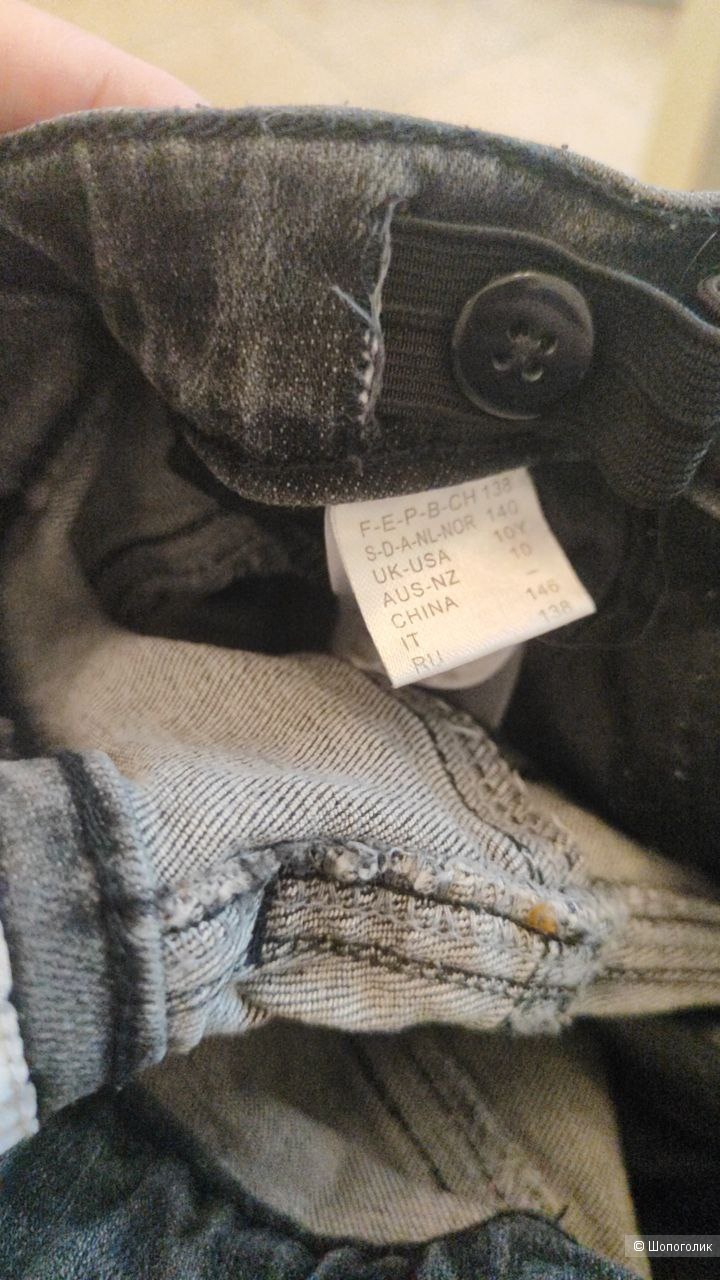 F-E-P-B-CH 138
S-D-A-NL-NOR 140
UK-USA 10Y
AUS-NZ 10
CHINA –
IT 146
RU 138
© Шопоголик